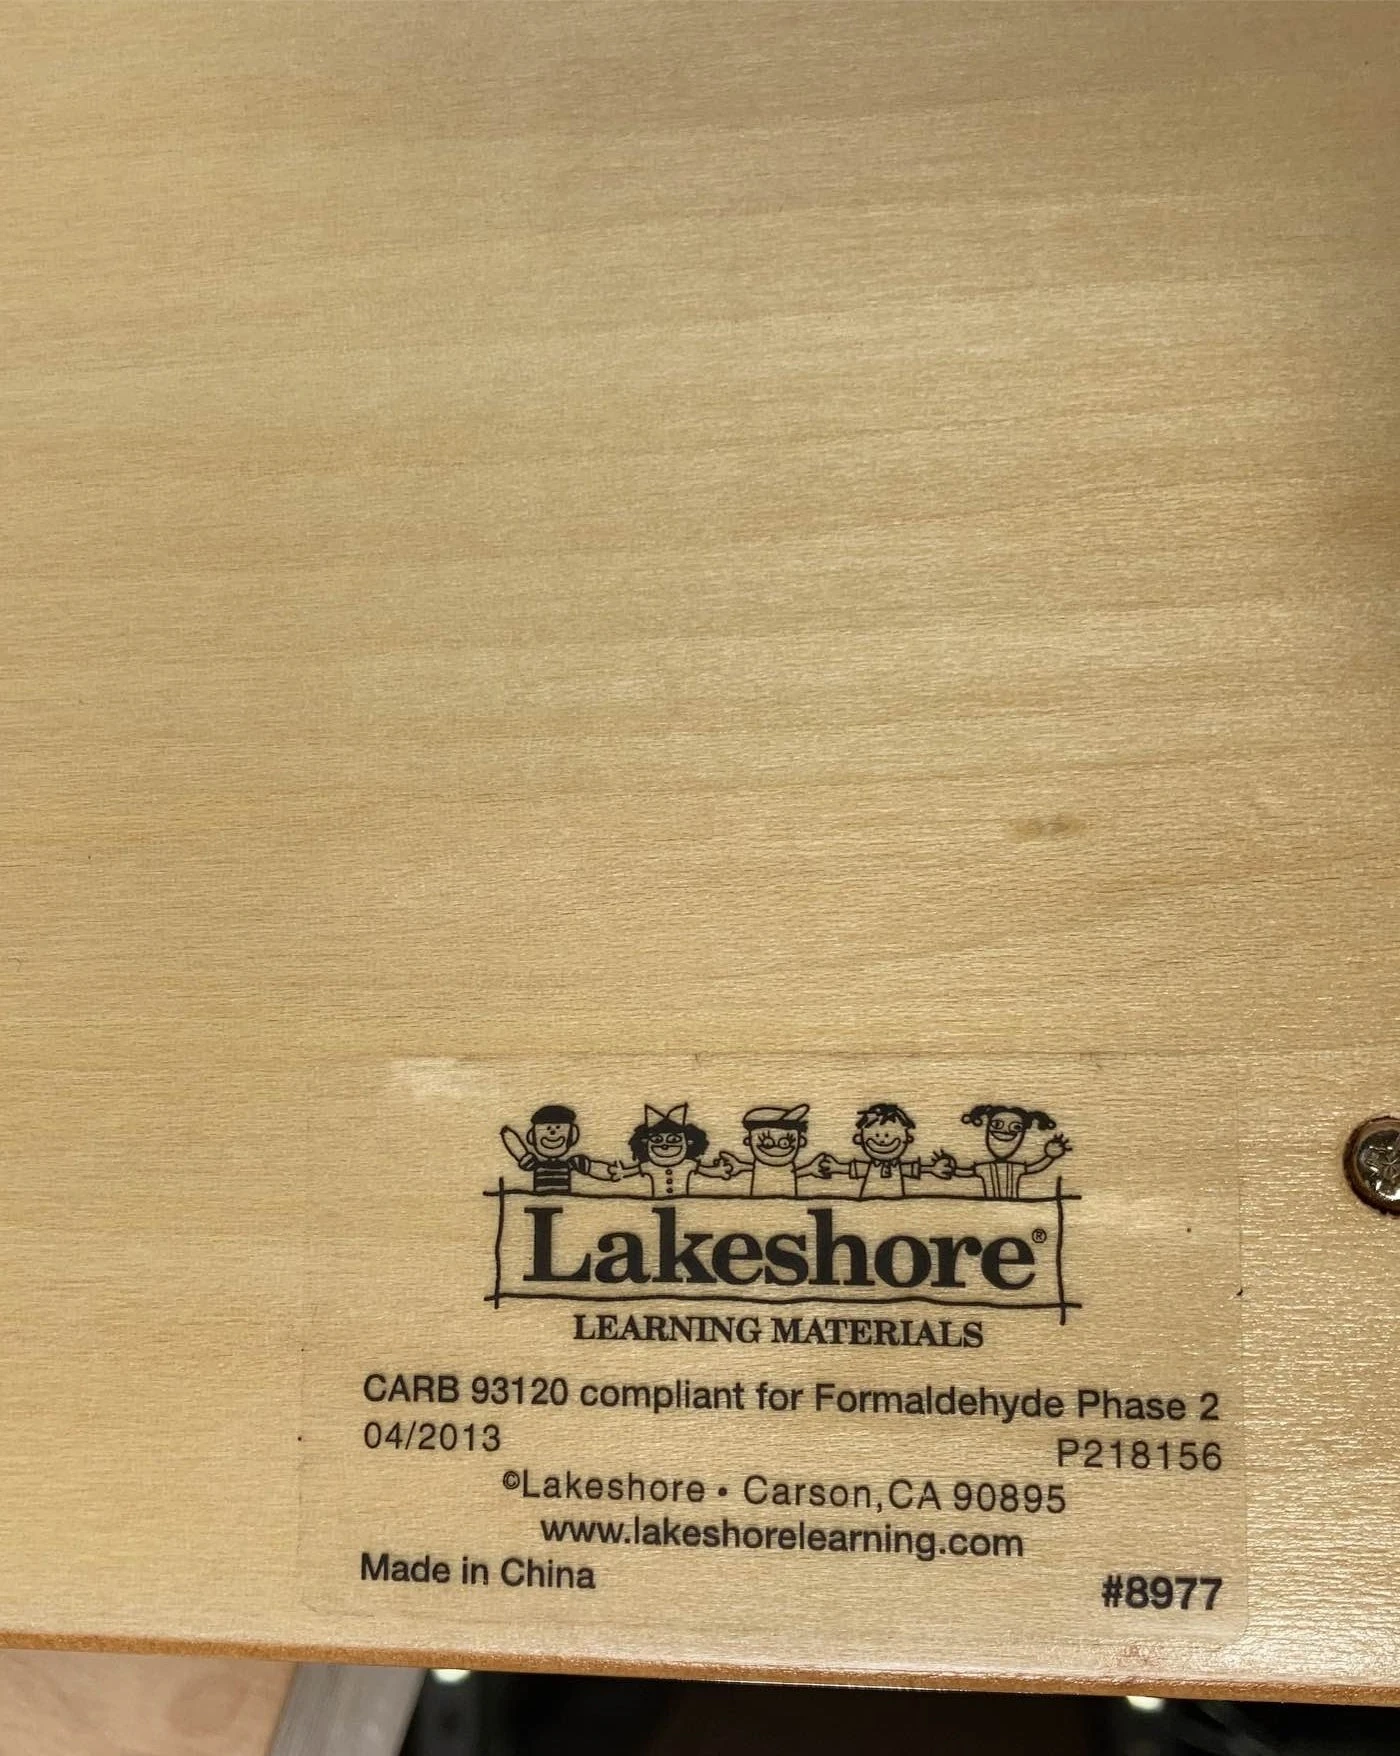 Lakeshore®
LEARNING MATERIALS
CARB 93120 compliant for Formaldehyde Phase 2
04/2013 P218156
©Lakeshore • Carson, CA 90895
www.lakeshorelearning.com
Made in China #8977